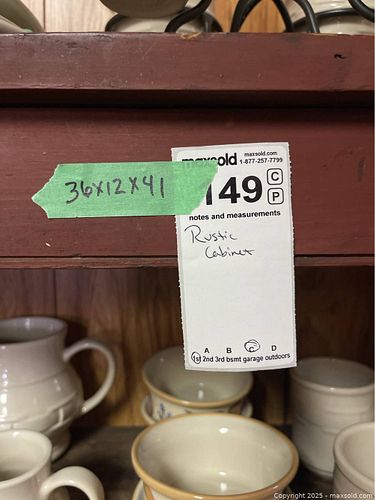 maxsold maxsold.com
1-877-257-7799
36x12x41
149 C
P
notes and measurements
Rustic
Cabinet
A B C D
1st 2nd 3rd bsmt garage outdoors
Copyright 2025 - maxsold.com